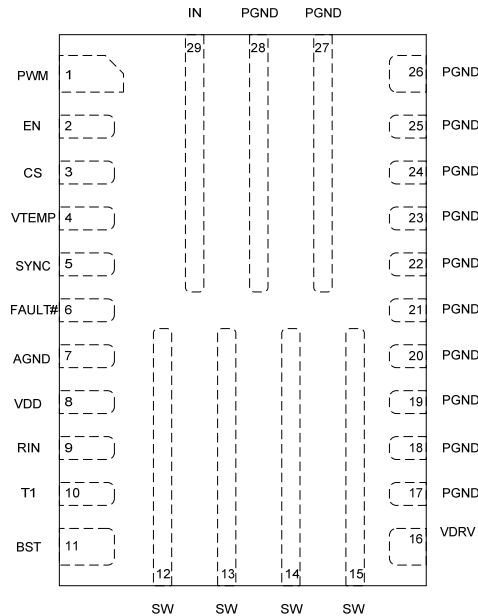 IN PGND PGND
29 28 27
PWM 1 26 PGND
EN 2 25 PGND
CS 3 24 PGND
VTEMP 4 23 PGND
SYNC 5 22 PGND
FAULT# 6 21 PGND
AGND 7 20 PGND
VDD 8 19 PGND
RIN 9 18 PGND
T1 10 17 PGND
BST 11 16 VDRV
12 13 14 15
SW SW SW SW